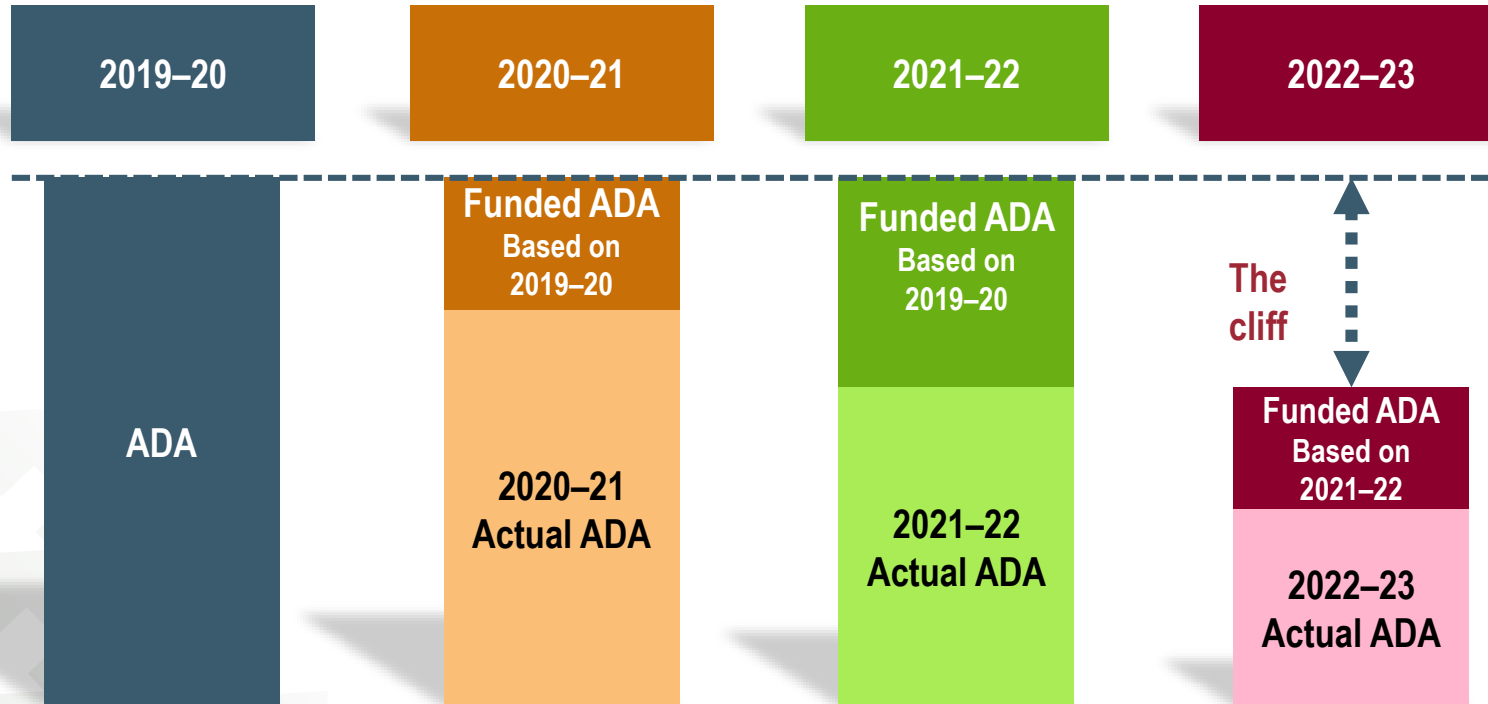 2019–20
2020–21
2021–22
2022–23
ADA
Funded ADA
Based on
2019–20
2020–21
Actual ADA
Funded ADA
Based on
2019–20
2021–22
Actual ADA
The
cliff
Funded ADA
Based on
2021–22
2022–23
Actual ADA